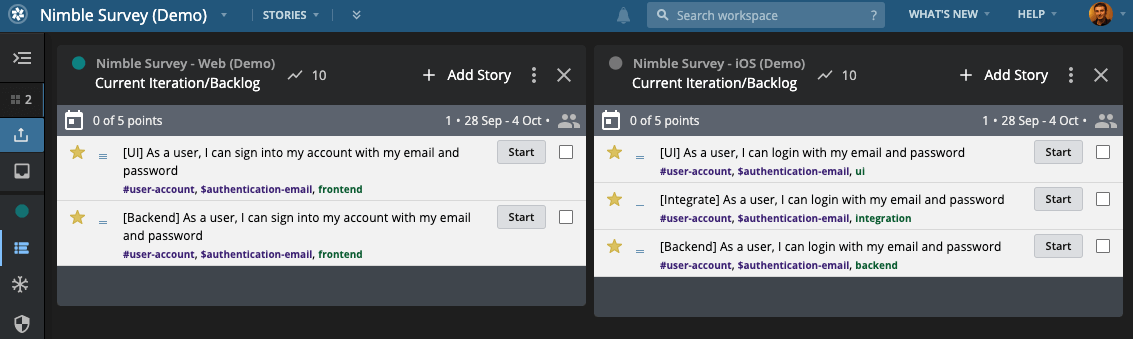 Nimble Survey (Demo)
STORIES
Search workspace
?
WHAT'S NEW
HELP
2
Nimble Survey - Web (Demo)
Current Iteration/Backlog
10
+ Add Story
0 of 5 points
1 • 28 Sep - 4 Oct •
[UI] As a user, I can sign into my account with my email and
password
#user-account, $authentication-email, frontend
Start
[Backend] As a user, I can sign into my account with my email
and password
#user-account, $authentication-email, frontend
Start
Nimble Survey - iOS (Demo)
Current Iteration/Backlog
10
+ Add Story
0 of 5 points
1 • 28 Sep - 4 Oct •
[UI] As a user, I can login with my email and password
#user-account, $authentication-email, ui
Start
[Integrate] As a user, I can login with my email and password
#user-account, $authentication-email, integration
Start
[Backend] As a user, I can login with my email and password
#user-account, $authentication-email, backend
Start